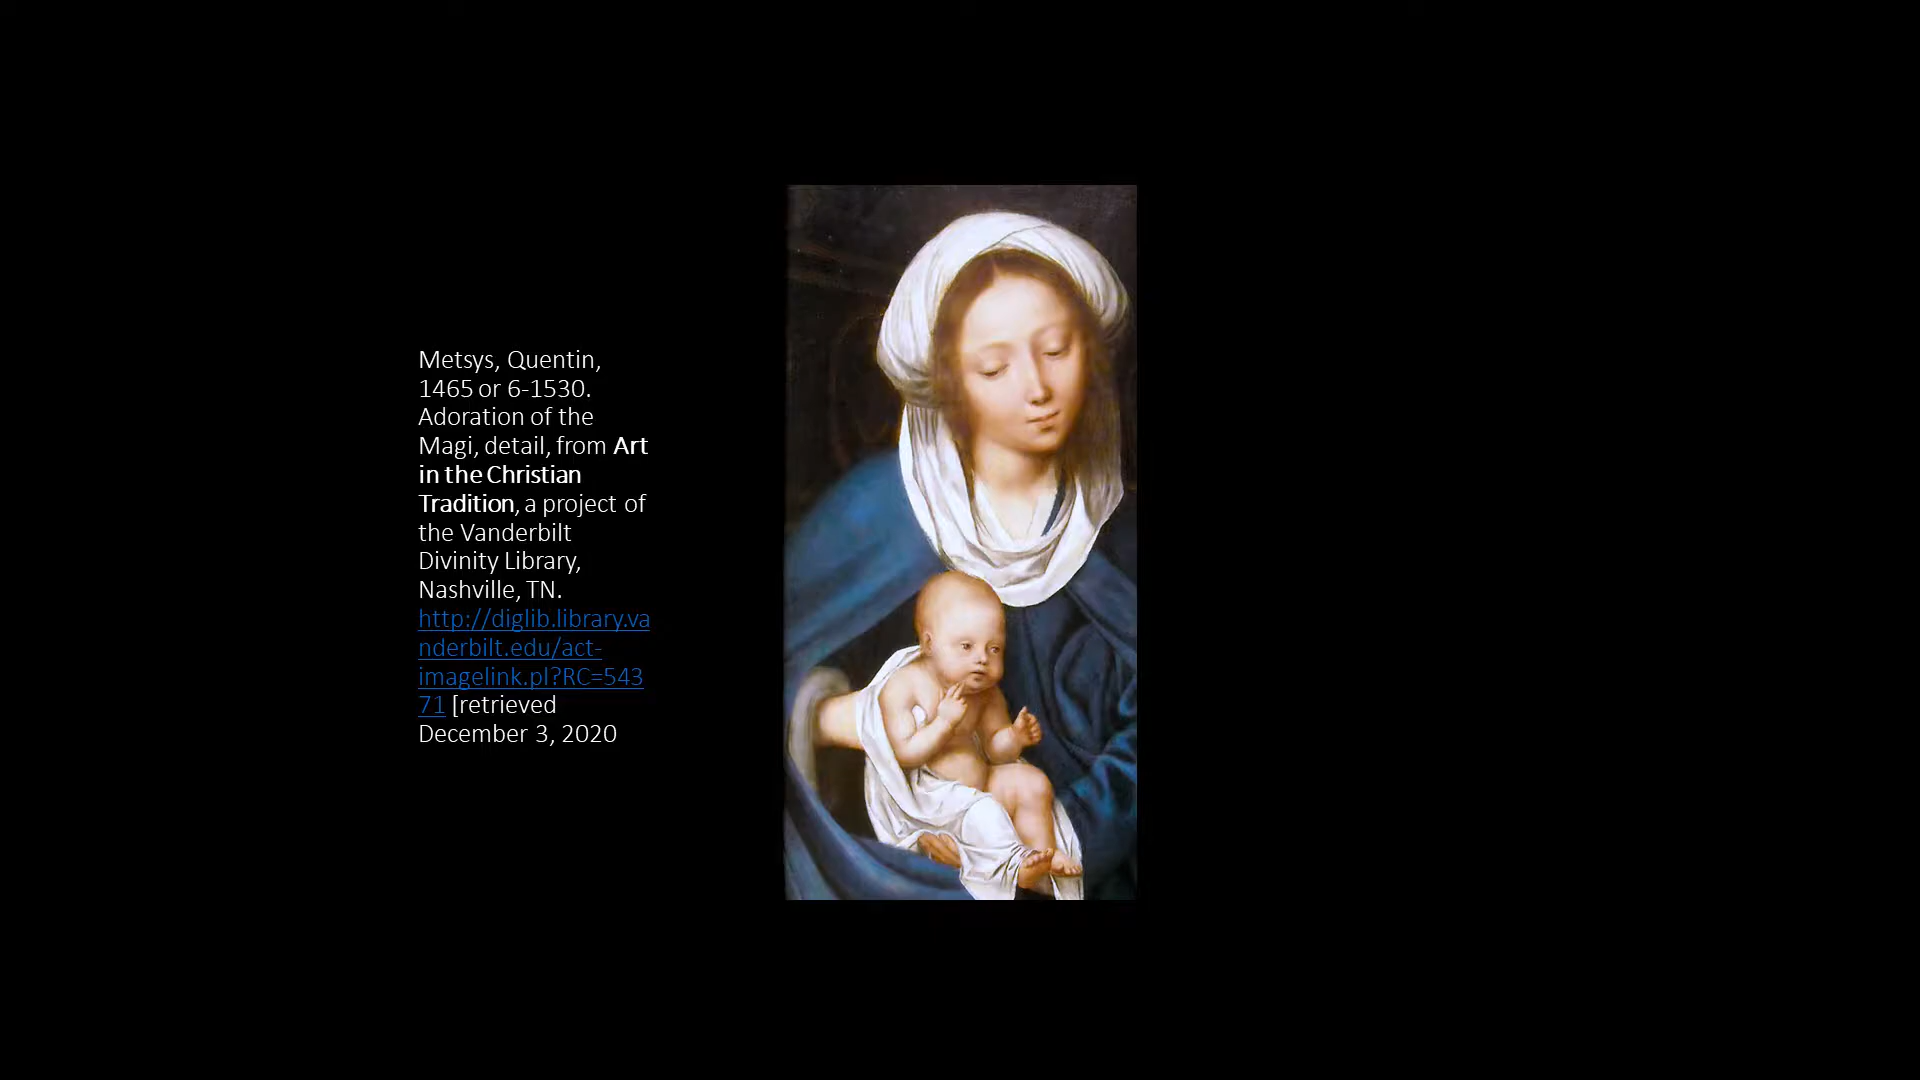 Metsys, Quentin,
1465 or 6-1530.
Adoration of the
Magi, detail, from Art
in the Christian
Tradition, a project of
the Vanderbilt
Divinity Library,
Nashville, TN.
http://diglib.library.va
nderbilt.edu/act-
imagelink.pl?RC=543
71 [retrieved
December 3, 2020